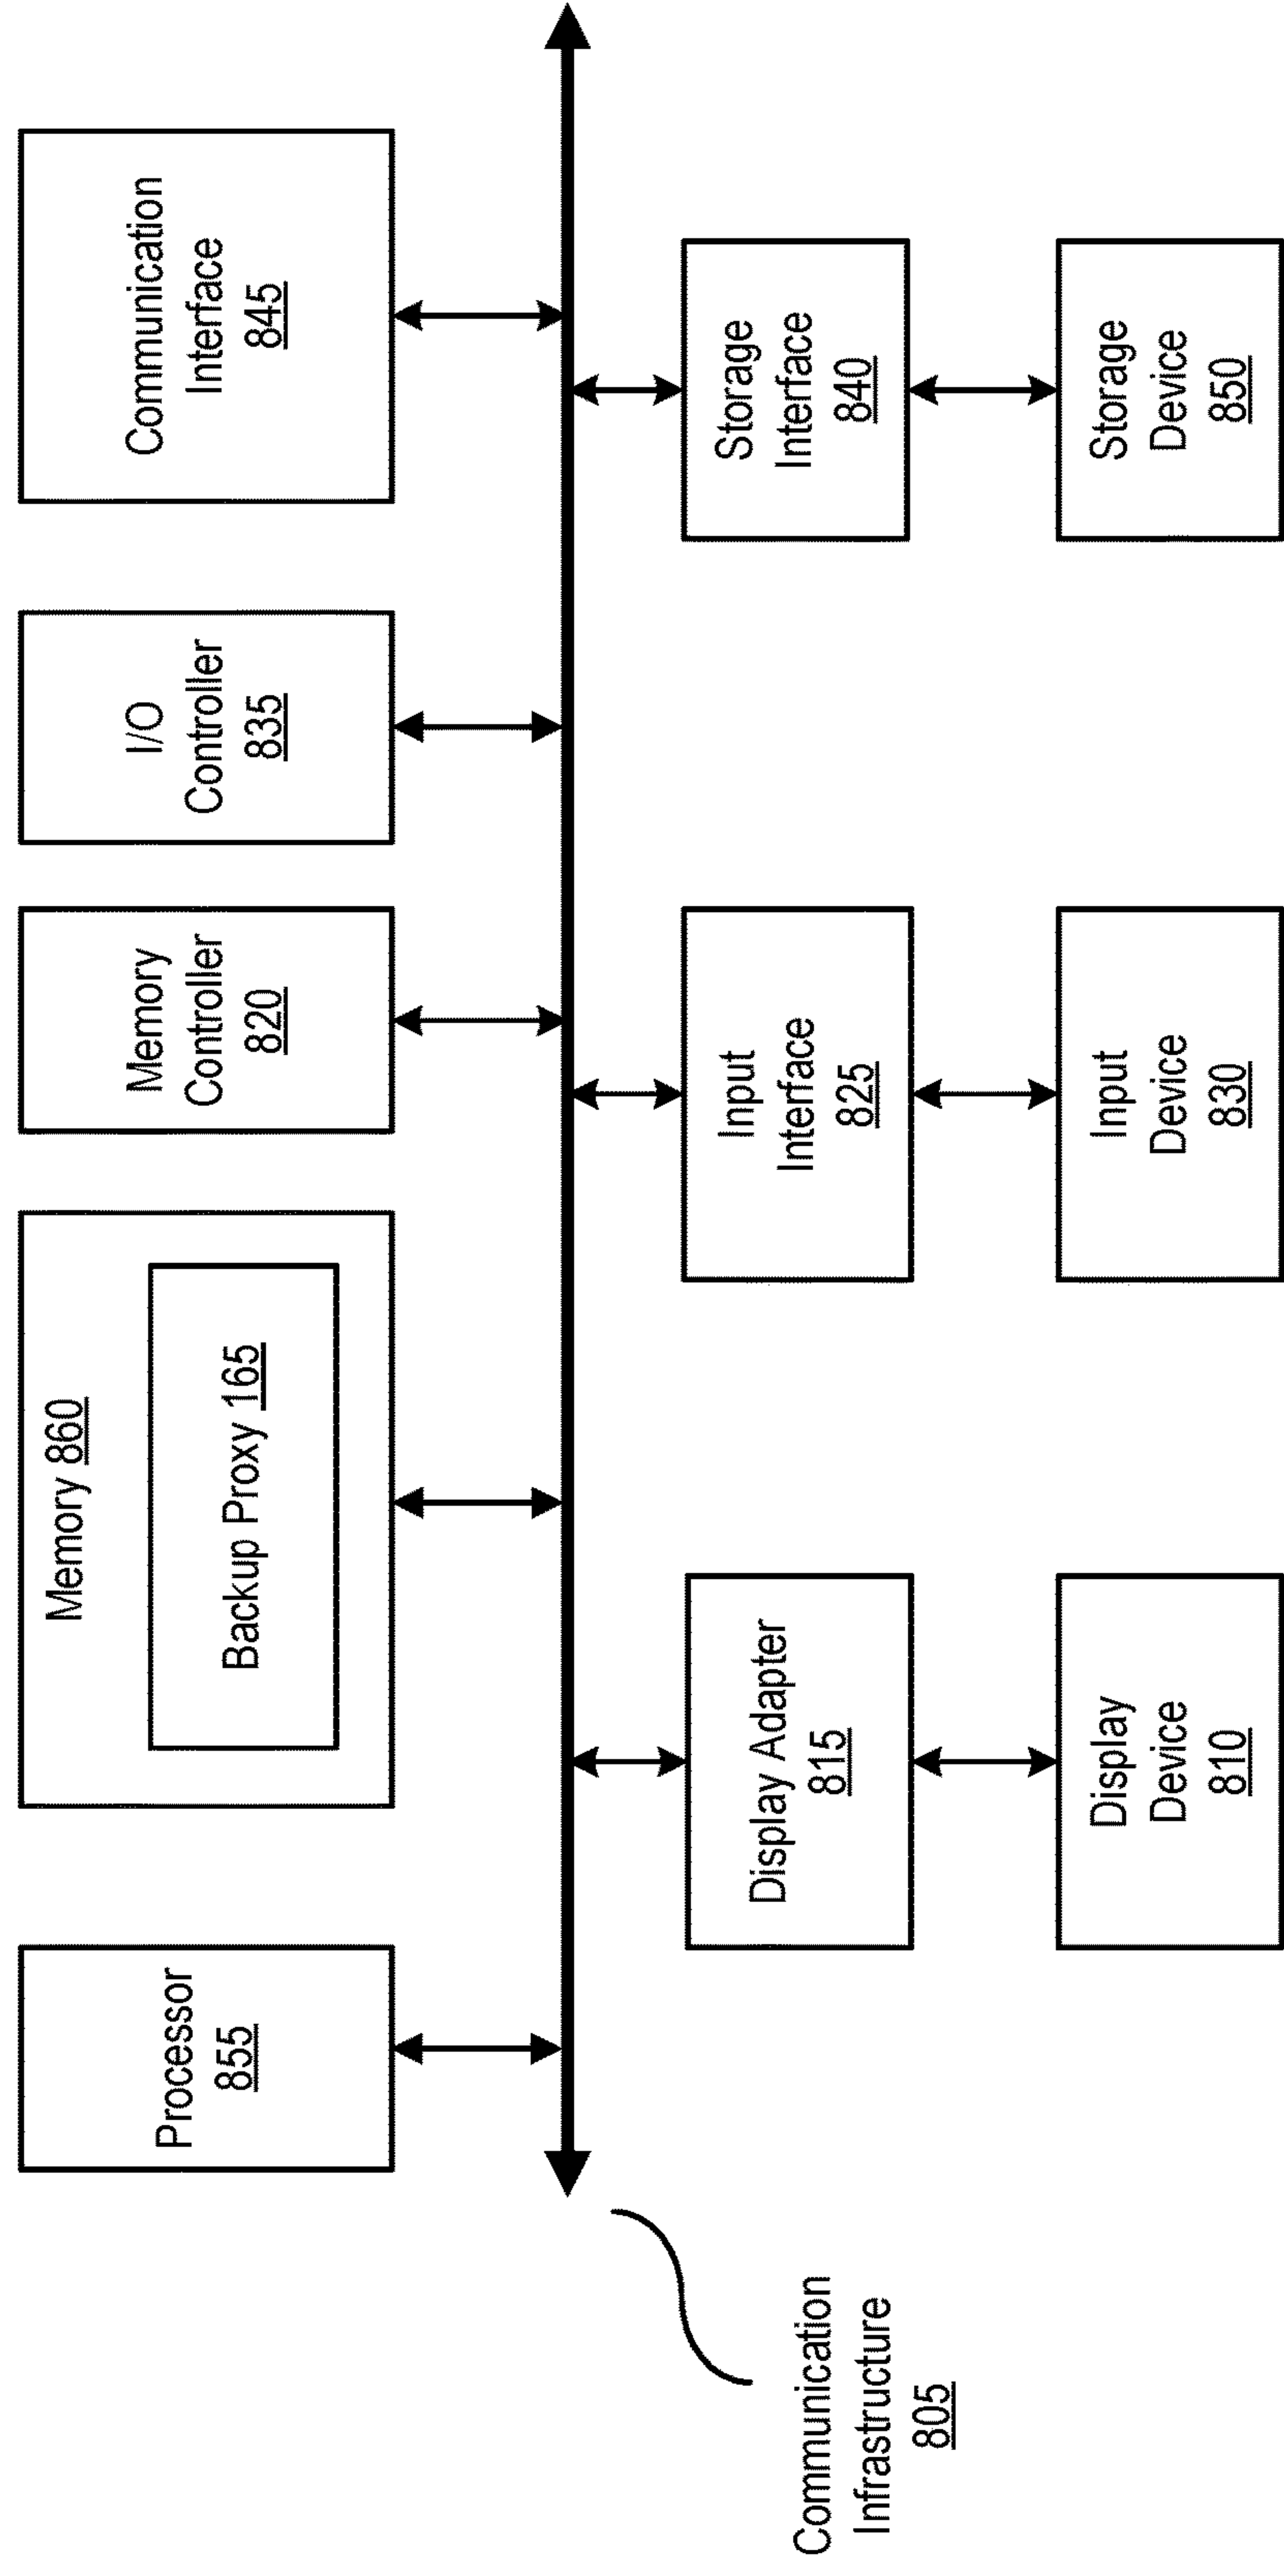 Processor
855
Memory 860
Backup Proxy 165
Memory
Controller
820
I/O
Controller
835
Communication
Interface
845
Communication
Infrastructure
805
Display Adapter
815
Input
Interface
825
Storage
Interface
840
Display
Device
810
Input
Device
830
Storage
Device
850